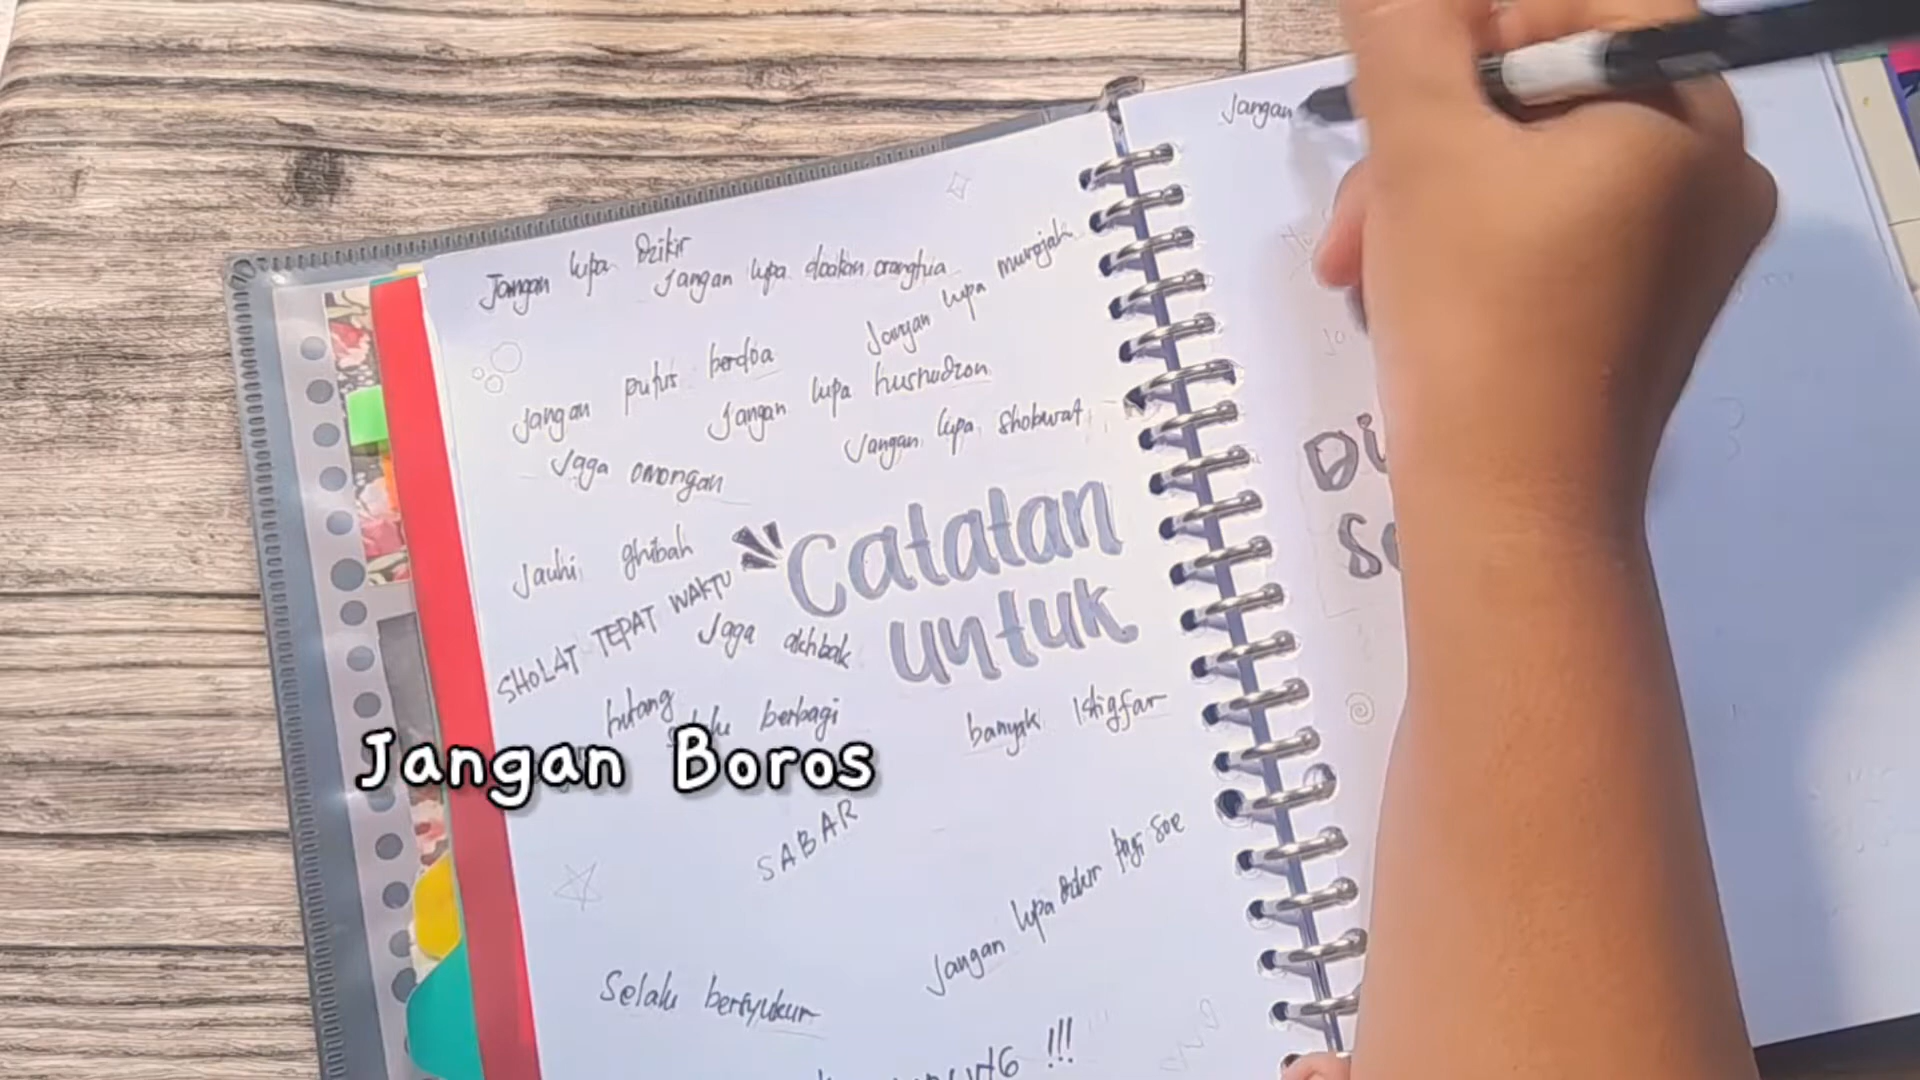 Jangan
Jangan lupa Dzikir
Jangan lupa doakan orangtua
Jangan lupa murojah
Jangan putus berdoa
Jangan lupa husnudzon
Jangan lupa sholawat
Jaga omongan
Jauhi ghibah
Catatan
untuk
SHOLAT TEPAT WAKTU
Jaga akhbak
hutang
berbagi
banyak Istigfar
Jangan Boros
SABAR
Jangan lupa pagi
Selalu bersyukur
!!!